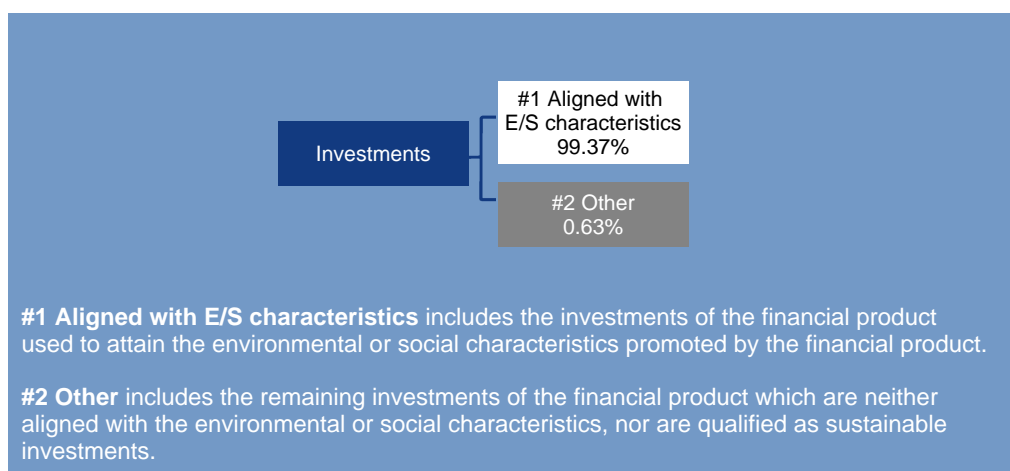 Investments
#1 Aligned with
E/S characteristics
99.37%
#2 Other
0.63%
#1 Aligned with E/S characteristics includes the investments of the financial product
used to attain the environmental or social characteristics promoted by the financial product.
#2 Other includes the remaining investments of the financial product which are neither
aligned with the environmental or social characteristics, nor are qualified as sustainable
investments.